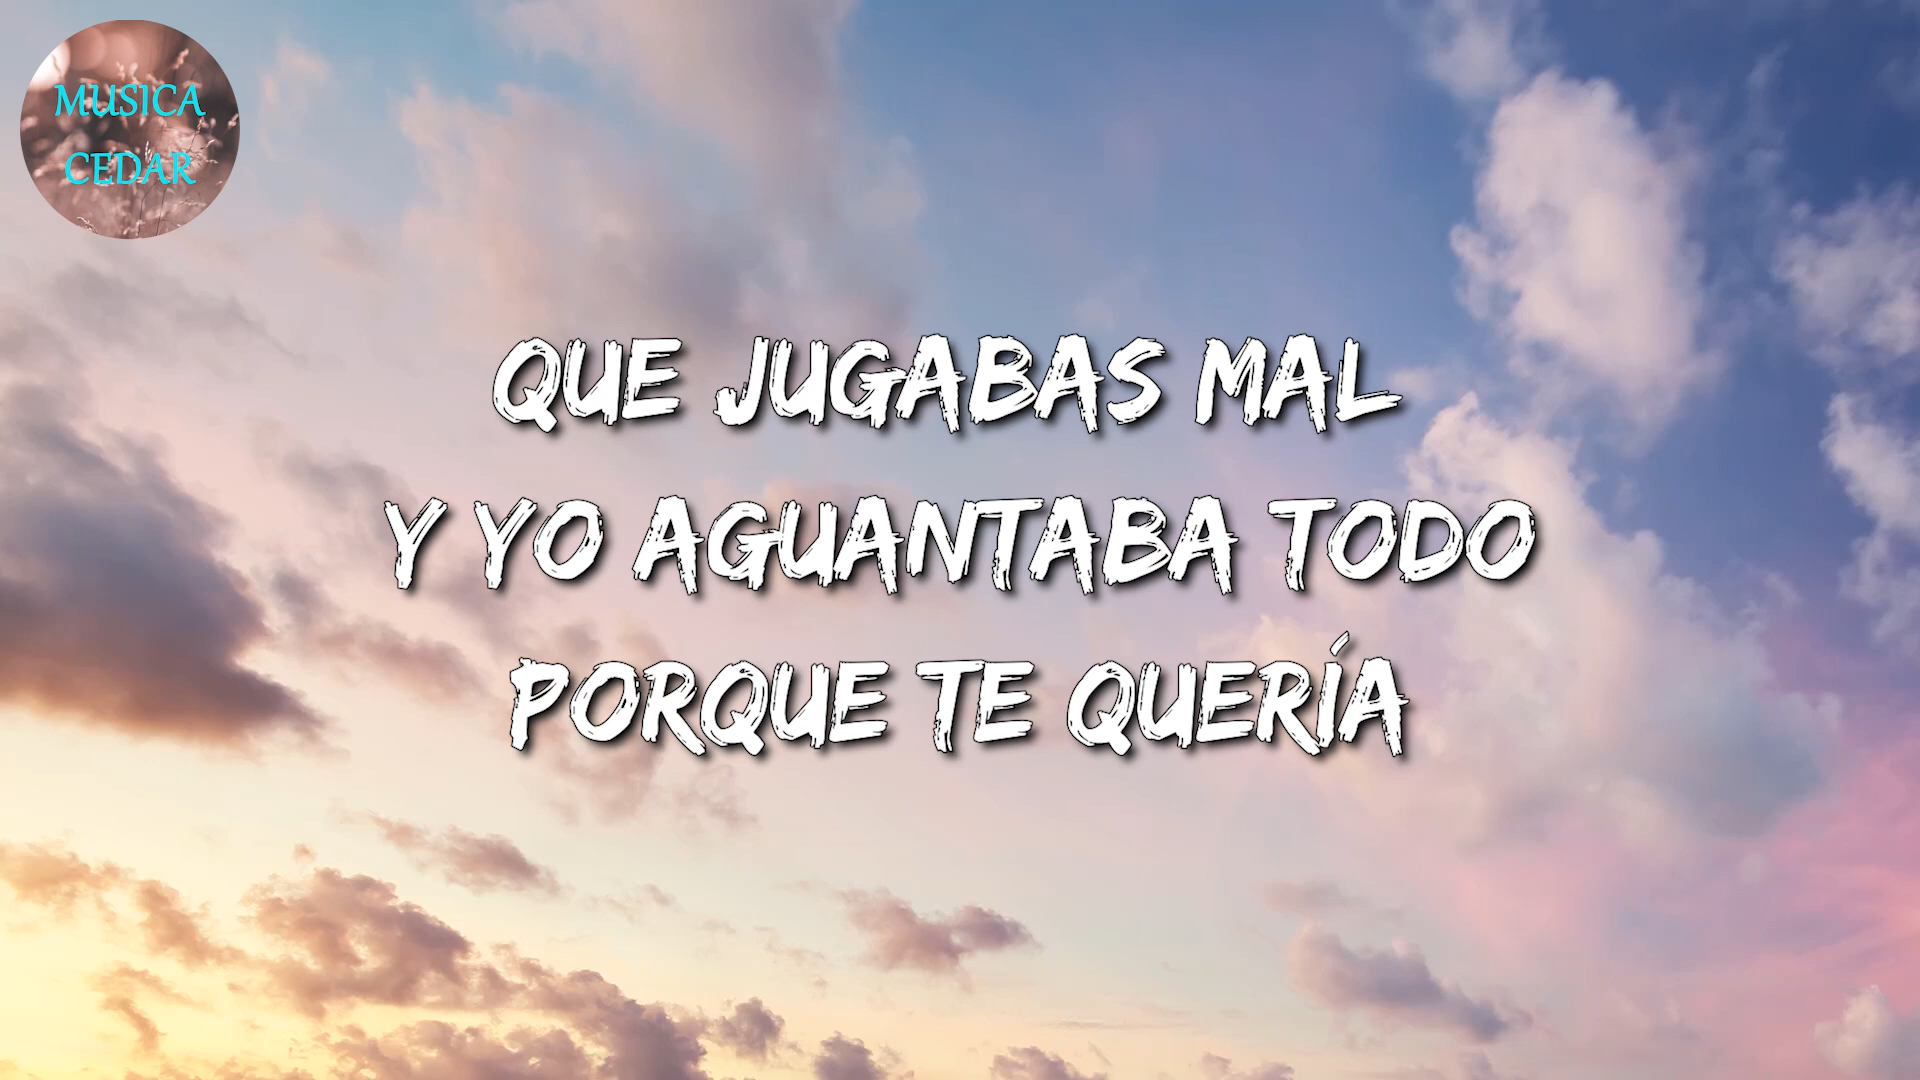 MUSICA
CEDAR
QUE JUGABAS MAL
Y YO AGUANTABA TODO
PORQUE TE QUERÍA